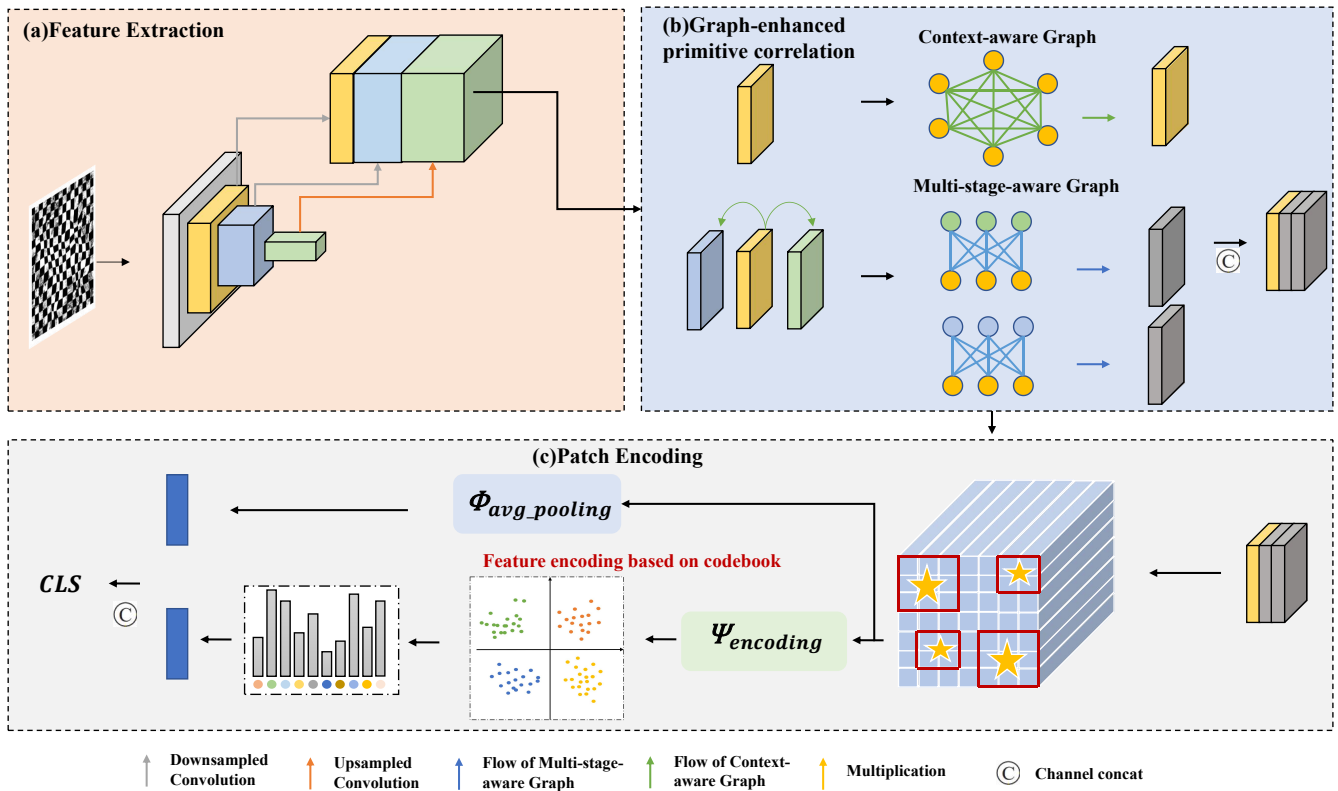 (a)Feature Extraction
(b)Graph-enhanced
primitive correlation
Context-aware Graph
Multi-stage-aware Graph
C
(c)Patch Encoding
Φavg_pooling
Feature encoding based on codebook
CLS
C
Ψencoding
Downsampled
Convolution
Upsampled
Convolution
Flow of Multi-stage-
aware Graph
Flow of Context-
aware Graph
Multiplication
C Channel concat